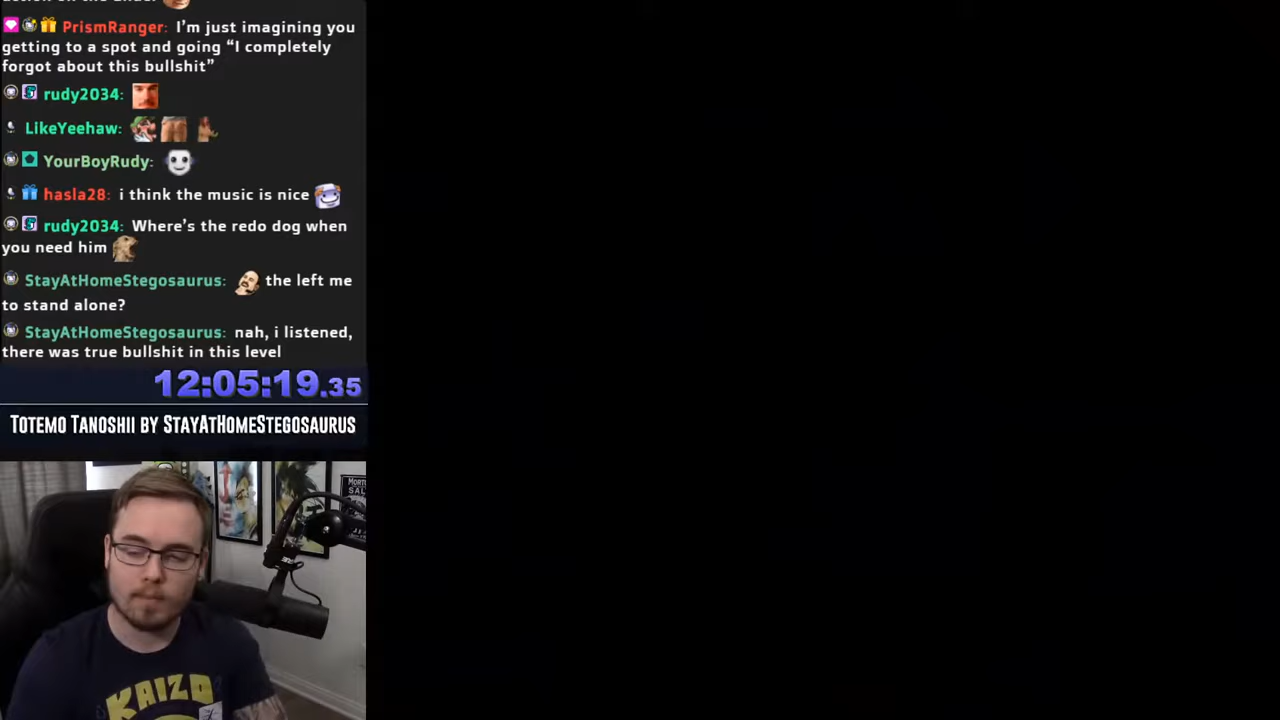 PrismRanger: I’m just imagining you
getting to a spot and going “I completely
forgot about this bullshit”
rudy2034:
LikeYeehaw:
YourBoyRudy:
hasla28: i think the music is nice
rudy2034: Where’s the redo dog when
you need him
StayAtHomeStegosaurus: the left me
to stand alone?
StayAtHomeStegosaurus: nah, i listened,
there was true bullshit in this level
12:05:19.35
Totemo Tanoshii by StayAtHomeStegosaurus
KAIZO